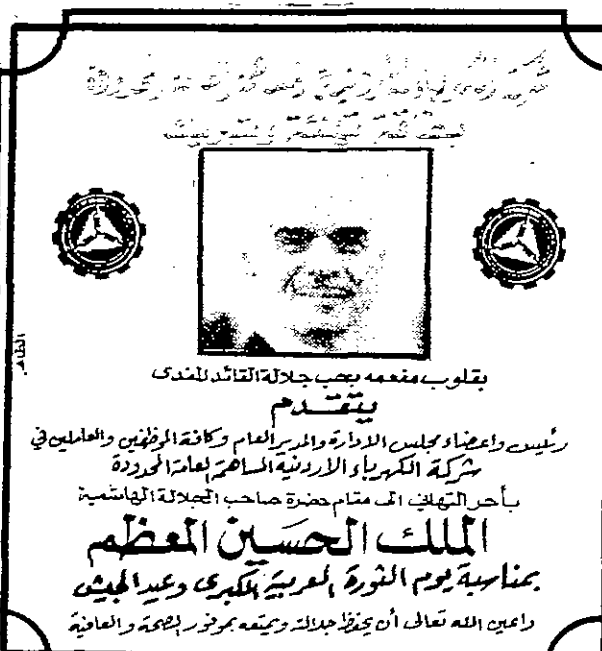 بقلوب مفعمه بحب جلالة القائد المفدى
يتقدم
رئيس واعضاء مجلس الادارة والمدير العام وكافة الموظفين والعاملين في
شركة الكهرباء الاردنية المساهمة العامة المحدودة
بأحر التهاني الى مقام حضرة صاحب الجلالة الهاشمية
الملك الحسين المعظم
بمناسبة يوم الثورة العربية الكبرى وعيد الجيش
داعين الله تعالى أن يحفظ جلالته ويمتعه بموفور الصحة والعافية